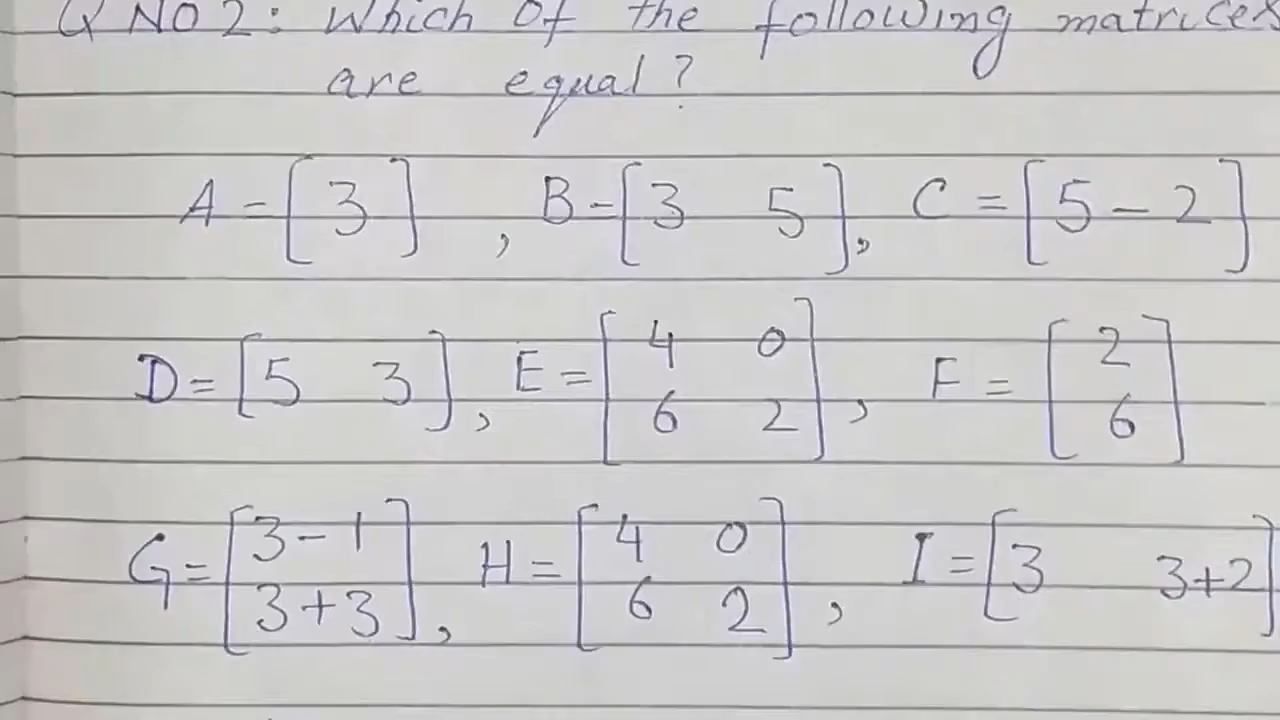 Q NO 2: Which Of the following matrices
are equal?
A = [3] , B = [3 5], C = [5 - 2]
D = [5 3], E = [4 0
6 2], F = [2
6]
G = [3 - 1
3 + 3], H = [4 0
6 2], I = [3 3+2]